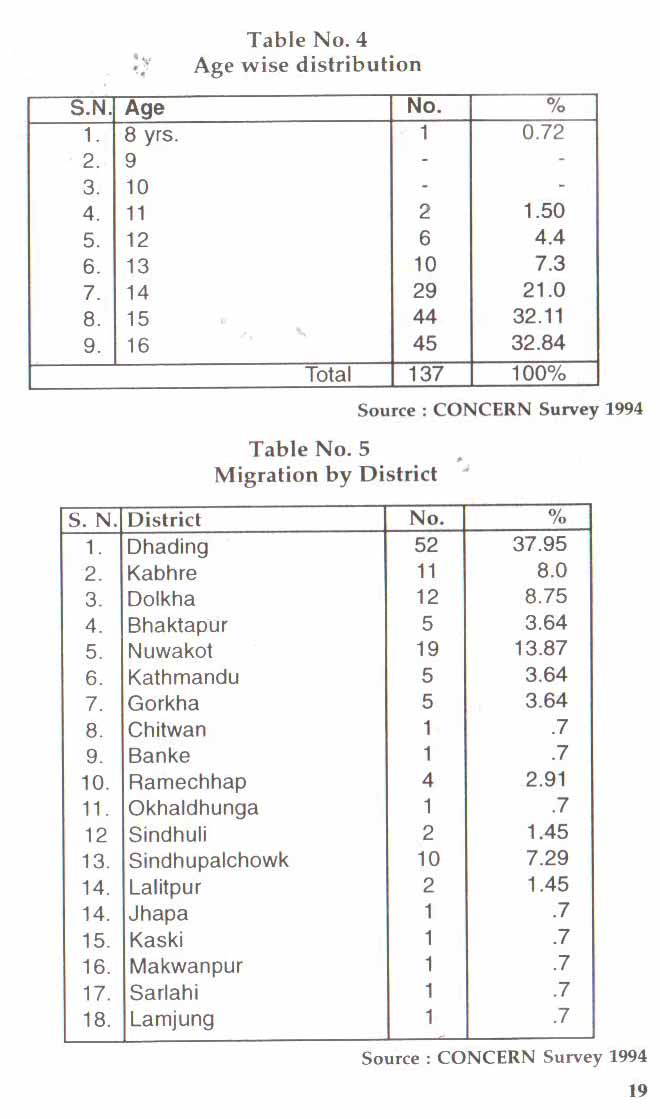 Table No. 4
Age wise distribution
S.N. Age No. %
1. 8 yrs. 1 0.72
2. 9 - -
3. 10 - -
4. 11 2 1.50
5. 12 6 4.4
6. 13 10 7.3
7. 14 29 21.0
8. 15 44 32.11
9. 16 45 32.84
Total 137 100%
Source : CONCERN Survey 1994
Table No. 5
Migration by District
S. N. District No. %
1. Dhading 52 37.95
2. Kabhre 11 8.0
3. Dolkha 12 8.75
4. Bhaktapur 5 3.64
5. Nuwakot 19 13.87
6. Kathmandu 5 3.64
7. Gorkha 5 3.64
8. Chitwan 1 .7
9. Banke 1 .7
10. Ramechhap 4 2.91
11. Okhaldhunga 1 .7
12 Sindhuli 2 1.45
13. Sindhupalchowk 10 7.29
14. Lalitpur 2 1.45
14. Jhapa 1 .7
15. Kaski 1 .7
16. Makwanpur 1 .7
17. Sarlahi 1 .7
18. Lamjung 1 .7
Source : CONCERN Survey 1994
19